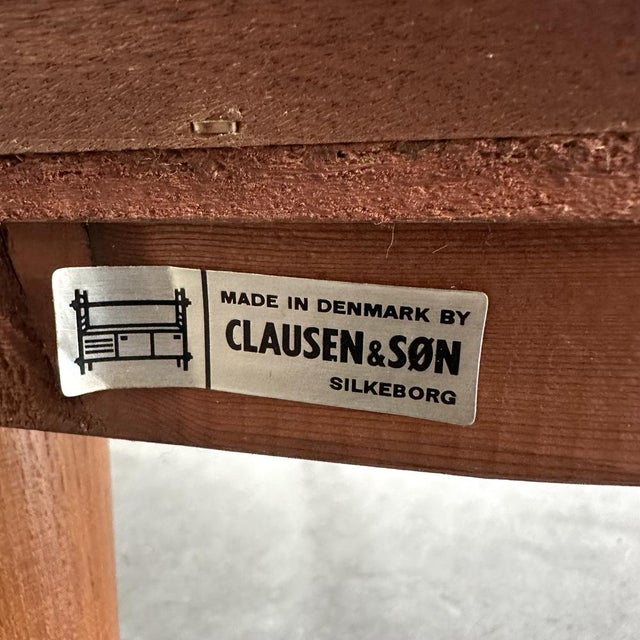 MADE IN DENMARK BY
CLAUSEN & SØN
SILKEBORG